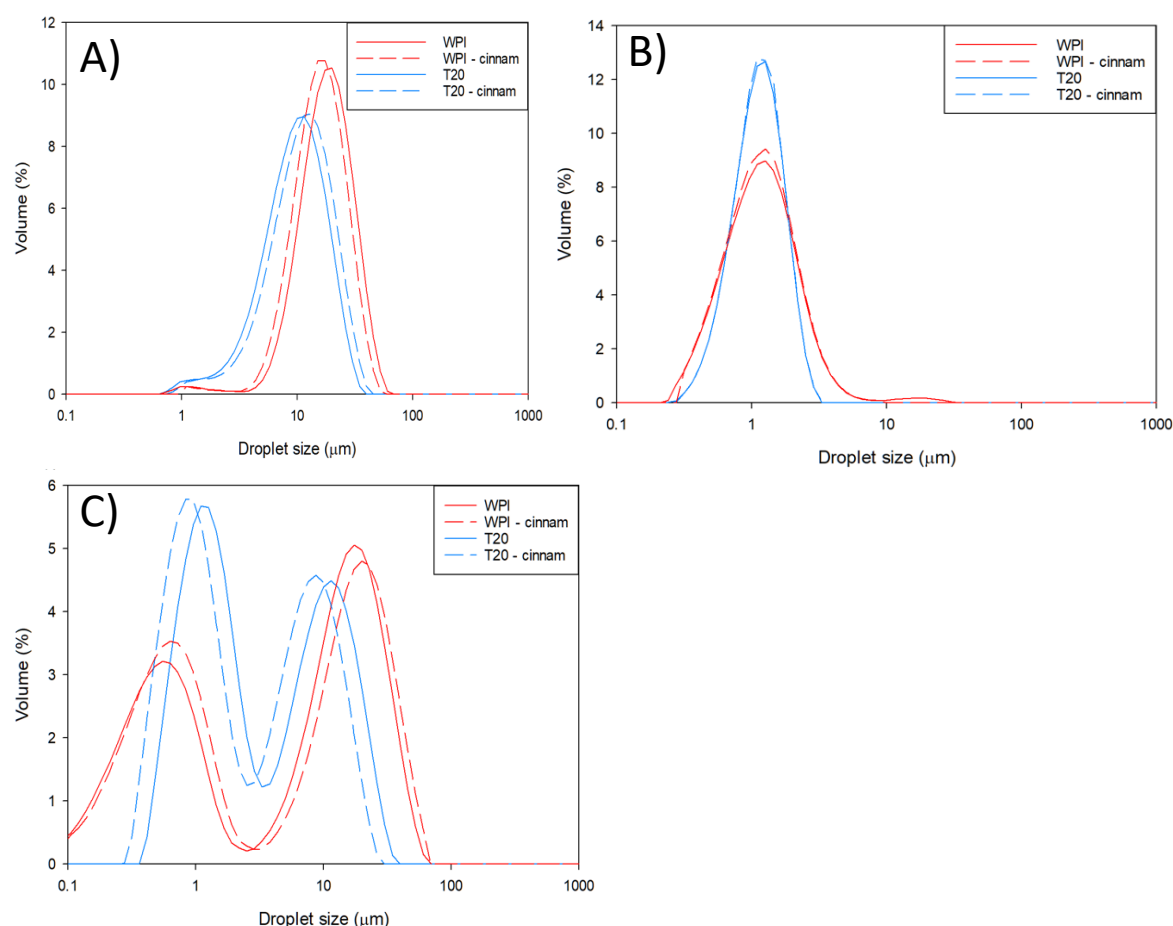 A)
WPI
WPI - cinnam
T20
T20 - cinnam
12
10
8
6
4
2
0
Volume (%)
0.1 1 10 100 1000
Droplet size (μm)
B)
WPI
WPI - cinnam
T20
T20 - cinnam
14
12
10
8
6
4
2
0
Volume (%)
0.1 1 10 100 1000
Droplet size (μm)
C)
WPI
WPI - cinnam
T20
T20 - cinnam
6
5
4
3
2
1
0
Volume (%)
0.1 1 10 100 1000
Droplet size (μm)